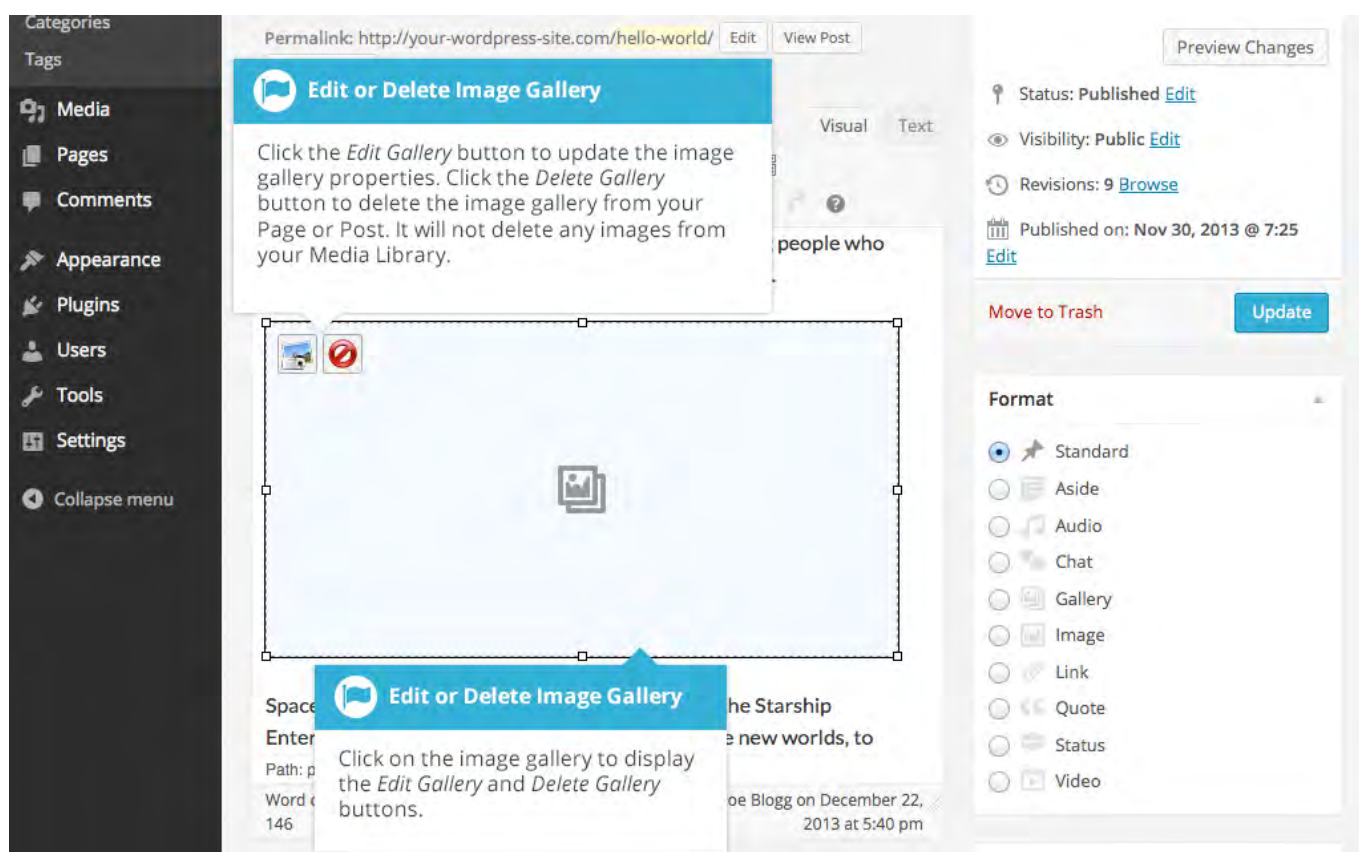 Categories
Tags
Media
Pages
Comments
Appearance
Plugins
Users
Tools
Settings
Collapse menu
Permalink: http://your-wordpress-site.com/hello-world/ Edit View Post
Edit or Delete Image Gallery
Click the Edit Gallery button to update the image
gallery properties. Click the Delete Gallery
button to delete the image gallery from your
Page or Post. It will not delete any images from
your Media Library.
Visual Text
people who
Edit or Delete Image Gallery
Click on the image gallery to display
the Edit Gallery and Delete Gallery
buttons.
Space
he Starship
Enter
new worlds, to
Path: p
Word
146
oe Blogg on December 22,
2013 at 5:40 pm
Preview Changes
Status: Published Edit
Visibility: Public Edit
Revisions: 9 Browse
Published on: Nov 30, 2013 @ 7:25
Edit
Move to Trash
Update
Format
Standard
Aside
Audio
Chat
Gallery
Image
Link
Quote
Status
Video